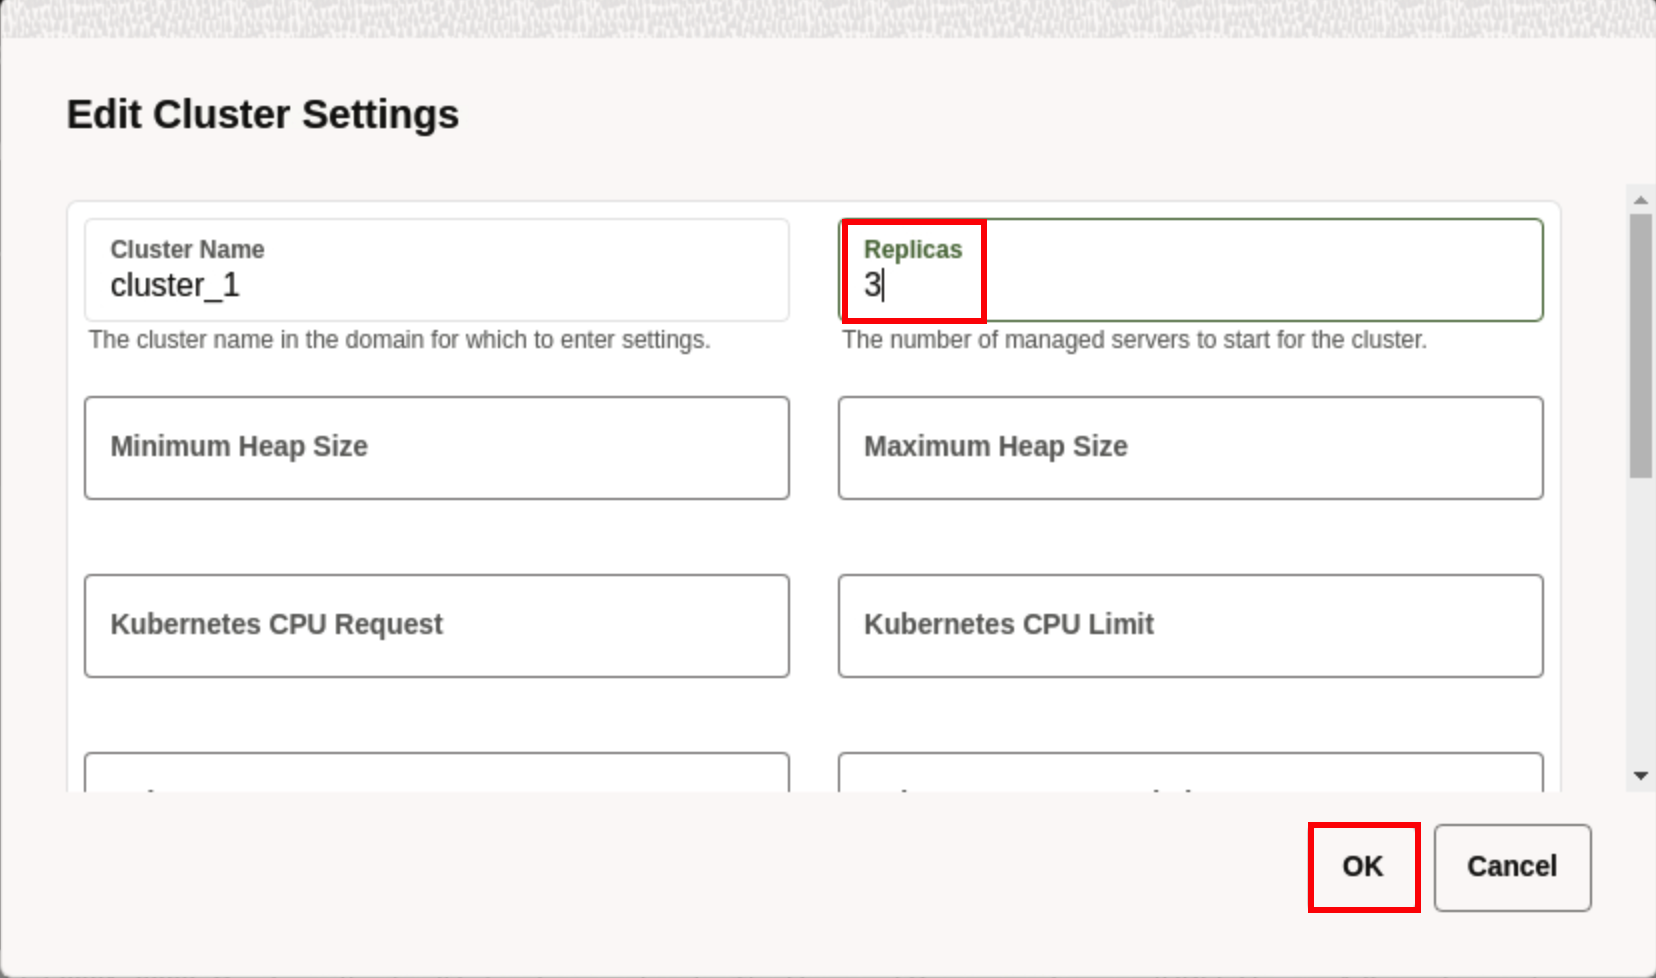 Edit Cluster Settings
Cluster Name
cluster_1
The cluster name in the domain for which to enter settings.
Replicas
3
The number of managed servers to start for the cluster.
Minimum Heap Size
Maximum Heap Size
Kubernetes CPU Request
Kubernetes CPU Limit
OK
Cancel